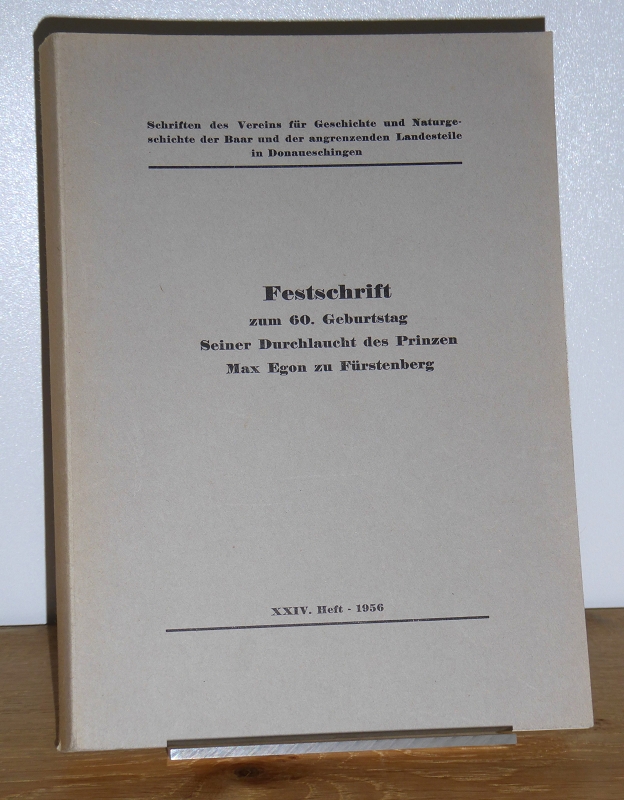 Schriften des Vereins für Geschichte und Naturge-
schichte der Baar und der angrenzenden Landesteile
in Donaueschingen
Festschrift
zum 60. Geburtstag
Seiner Durchlaucht des Prinzen
Max Egon zu Fürstenberg
XXIV. Heft - 1956